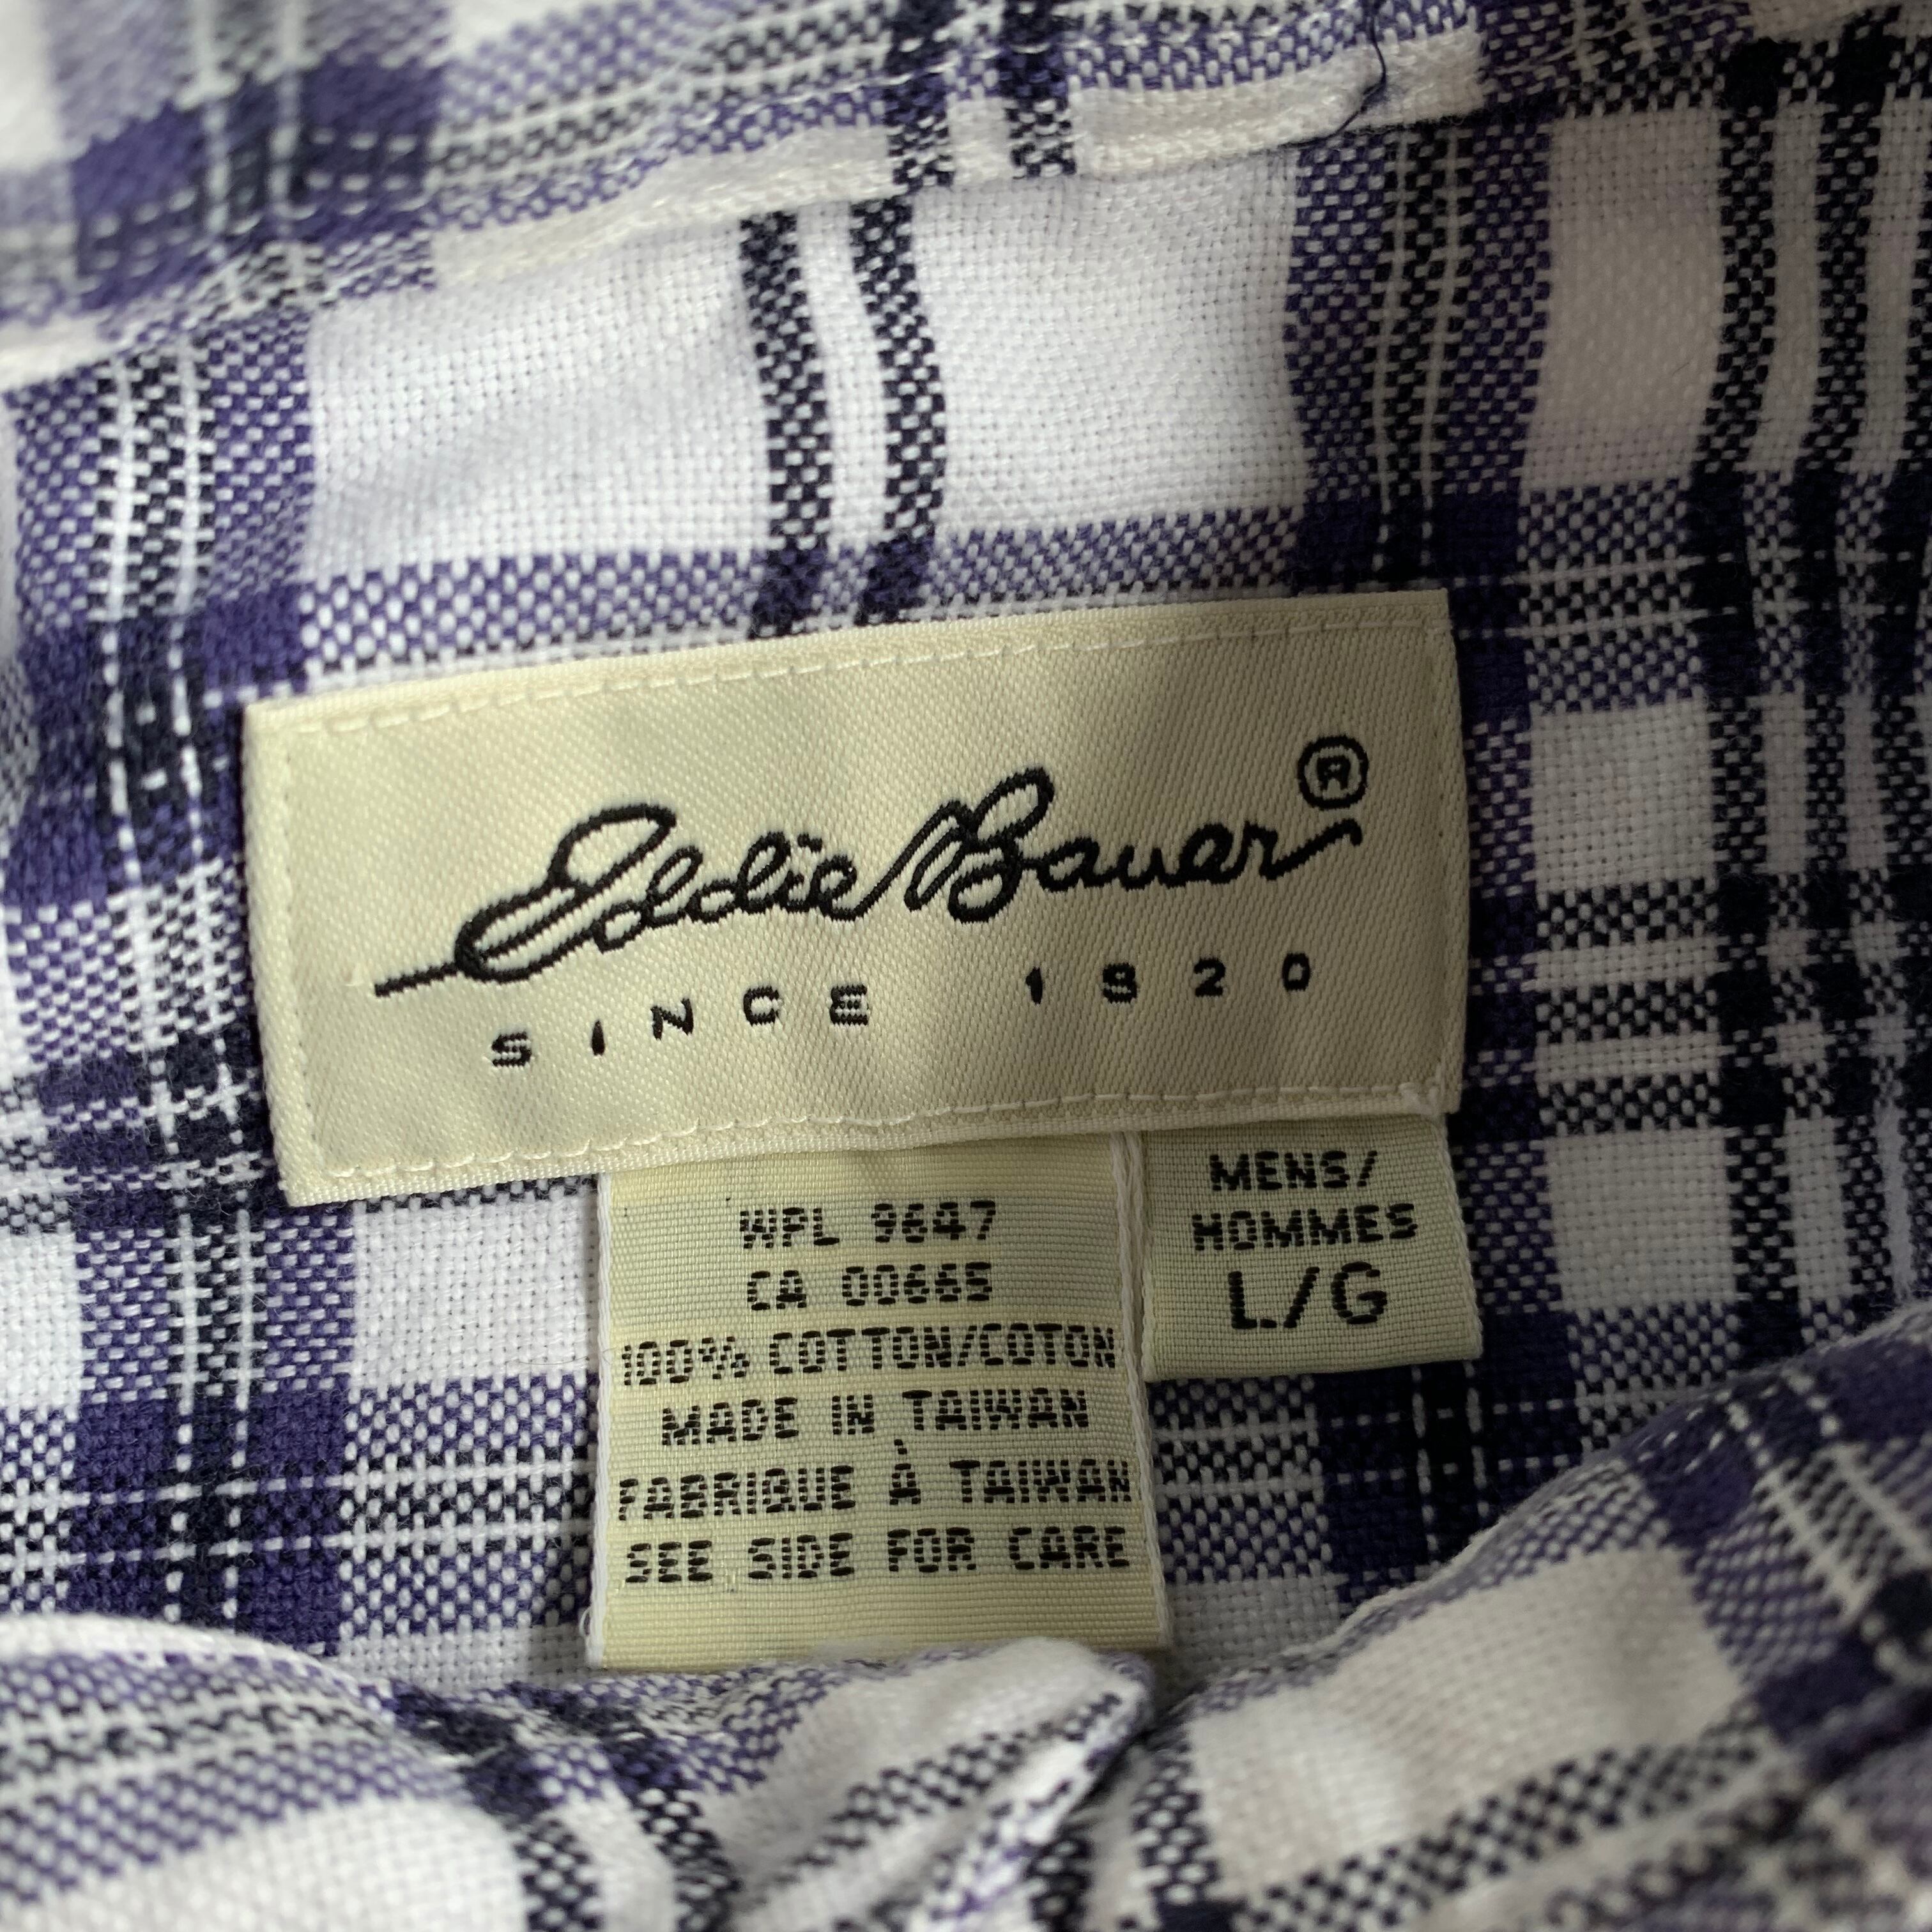 Eddie Bauer®
SINCE 1920
WPL 9647
CA 00665
100% COTTON/COTON
MADE IN TAIWAN
FABRIQUE À TAIWAN
SEE SIDE FOR CARE
MENS/
HOMMES
L/G